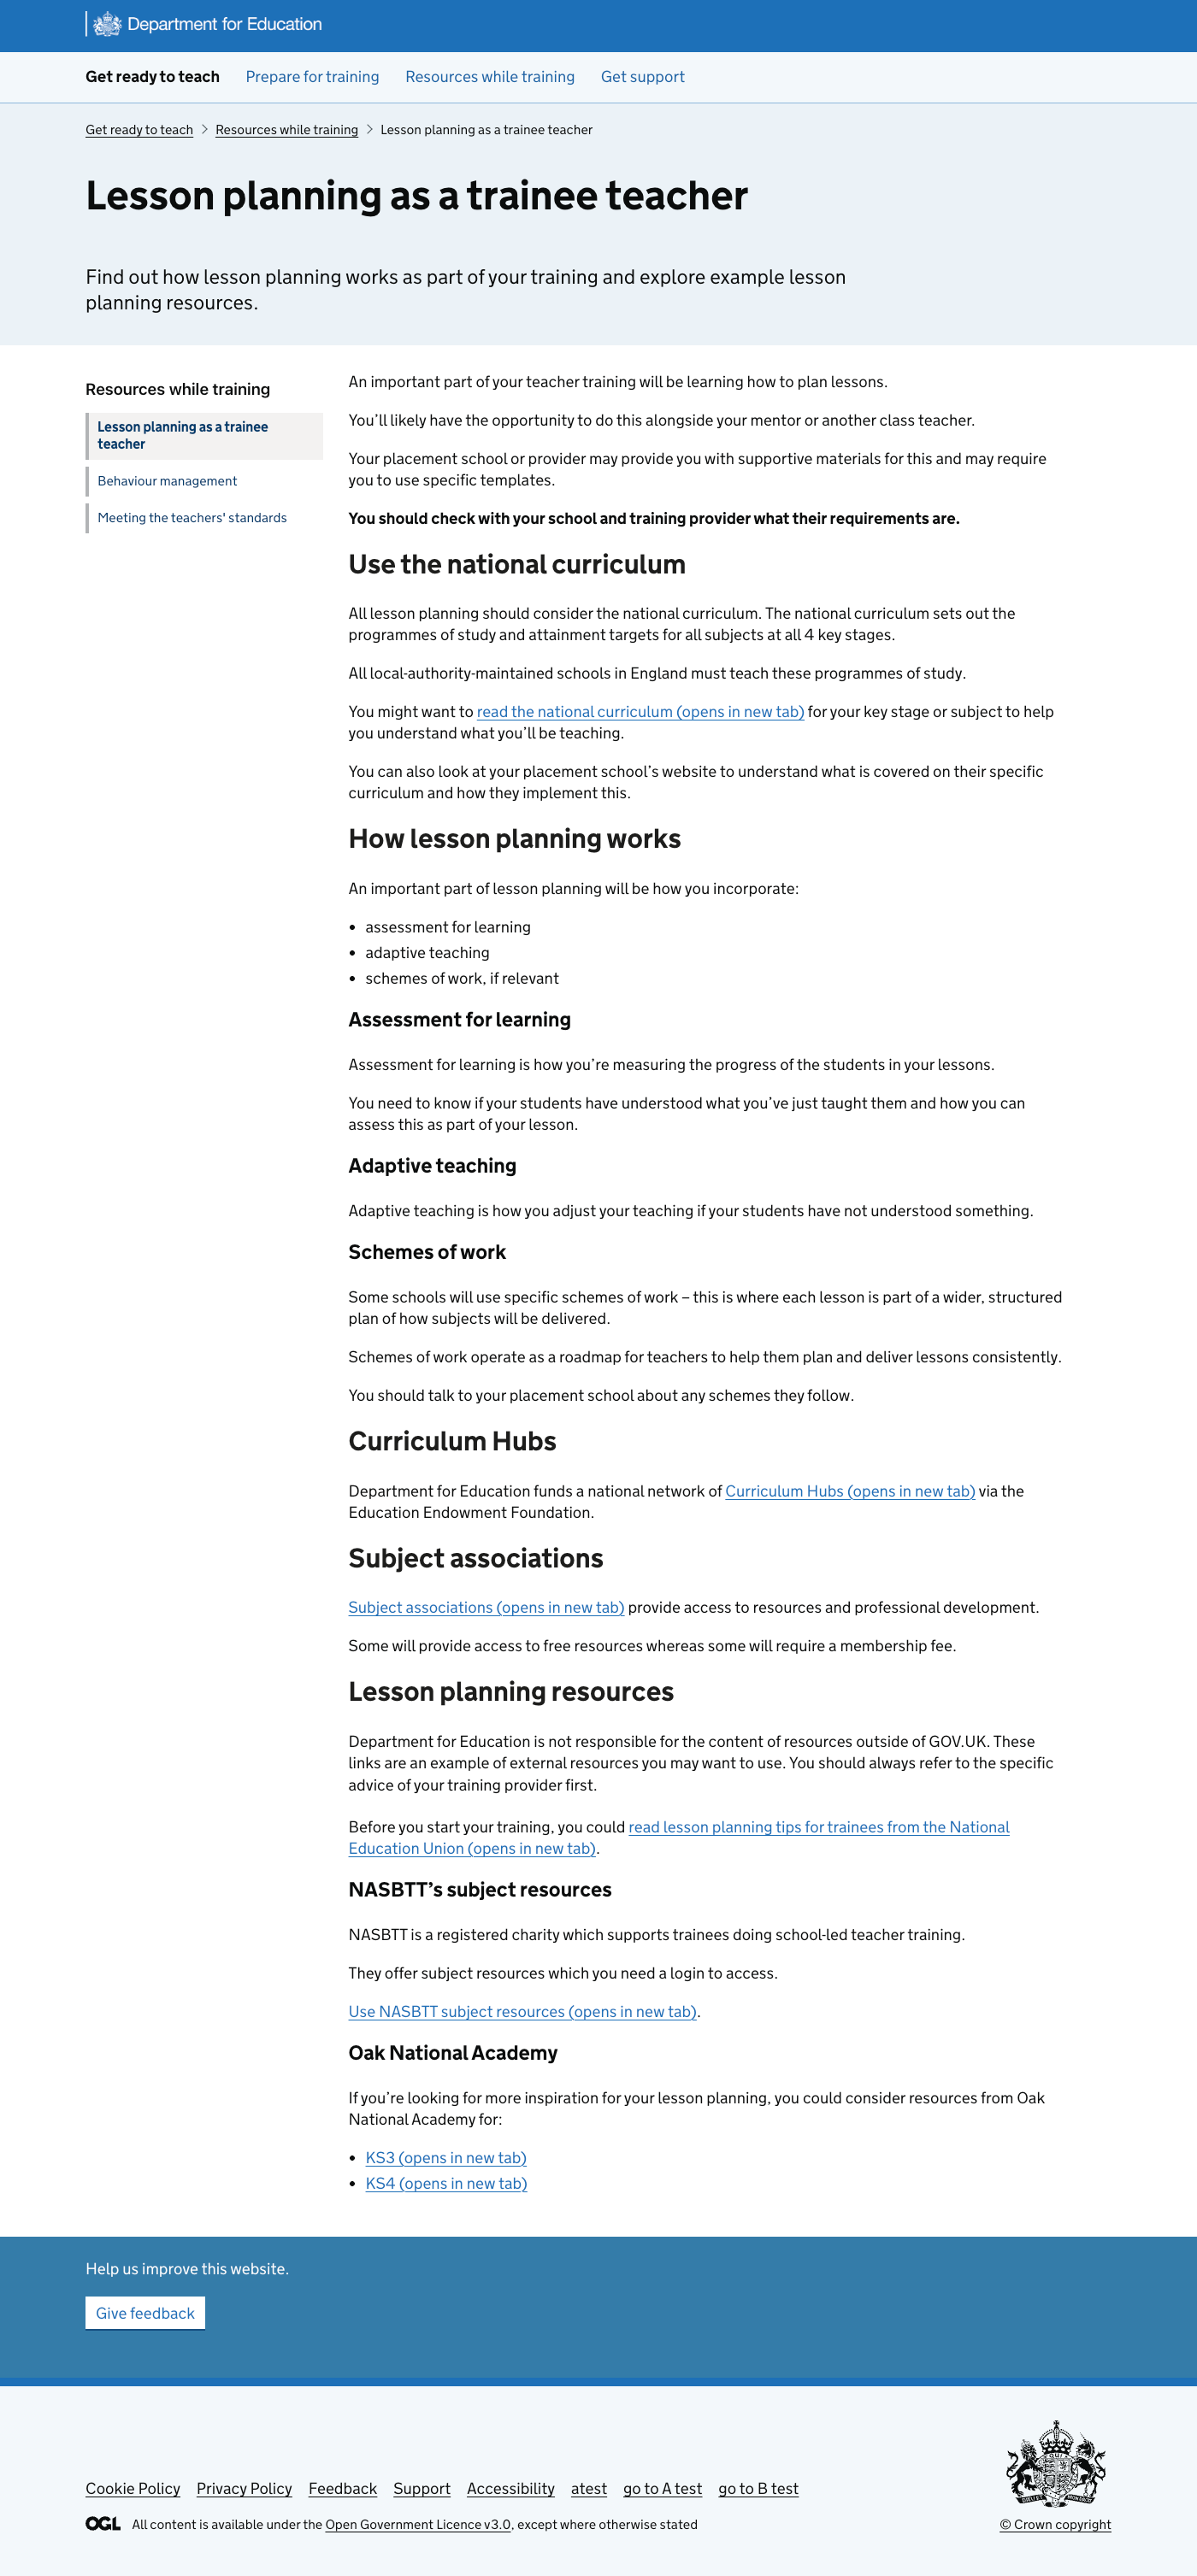 Department for Education
Get ready to teach Prepare for training Resources while training Get support
Get ready to teach > Resources while training > Lesson planning as a trainee teacher
Lesson planning as a trainee teacher
Find out how lesson planning works as part of your training and explore example lesson
planning resources.
Resources while training
Lesson planning as a trainee
teacher
Behaviour management
Meeting the teachers' standards
An important part of your teacher training will be learning how to plan lessons.
You’ll likely have the opportunity to do this alongside your mentor or another class teacher.
Your placement school or provider may provide you with supportive materials for this and may require
you to use specific templates.
You should check with your school and training provider what their requirements are.
Use the national curriculum
All lesson planning should consider the national curriculum. The national curriculum sets out the
programmes of study and attainment targets for all subjects at all 4 key stages.
All local-authority-maintained schools in England must teach these programmes of study.
You might want to read the national curriculum (opens in new tab) for your key stage or subject to help
you understand what you’ll be teaching.
You can also look at your placement school’s website to understand what is covered on their specific
curriculum and how they implement this.
How lesson planning works
An important part of lesson planning will be how you incorporate:
• assessment for learning
• adaptive teaching
• schemes of work, if relevant
Assessment for learning
Assessment for learning is how you’re measuring the progress of the students in your lessons.
You need to know if your students have understood what you’ve just taught them and how you can
assess this as part of your lesson.
Adaptive teaching
Adaptive teaching is how you adjust your teaching if your students have not understood something.
Schemes of work
Some schools will use specific schemes of work – this is where each lesson is part of a wider, structured
plan of how subjects will be delivered.
Schemes of work operate as a roadmap for teachers to help them plan and deliver lessons consistently.
You should talk to your placement school about any schemes they follow.
Curriculum Hubs
Department for Education funds a national network of Curriculum Hubs (opens in new tab) via the
Education Endowment Foundation.
Subject associations
Subject associations (opens in new tab) provide access to resources and professional development.
Some will provide access to free resources whereas some will require a membership fee.
Lesson planning resources
Department for Education is not responsible for the content of resources outside of GOV.UK. These
links are an example of external resources you may want to use. You should always refer to the specific
advice of your training provider first.
Before you start your training, you could read lesson planning tips for trainees from the National
Education Union (opens in new tab).
NASBTT’s subject resources
NASBTT is a registered charity which supports trainees doing school-led teacher training.
They offer subject resources which you need a login to access.
Use NASBTT subject resources (opens in new tab).
Oak National Academy
If you’re looking for more inspiration for your lesson planning, you could consider resources from Oak
National Academy for:
• KS3 (opens in new tab)
• KS4 (opens in new tab)
Help us improve this website.
Give feedback
Cookie Policy Privacy Policy Feedback Support Accessibility atest go to A test go to B test
OGL All content is available under the Open Government Licence v3.0, except where otherwise stated
© Crown copyright